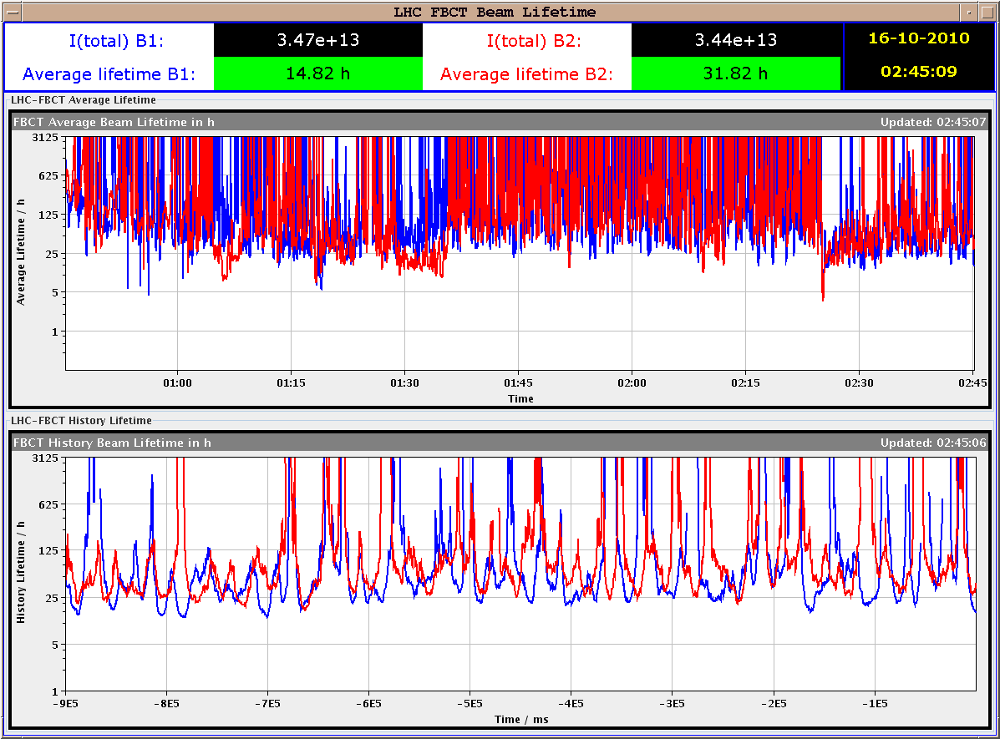 LHC FBCT Beam Lifetime
I(total) B1: 3.47e+13 I(total) B2: 3.44e+13 16-10-2010
Average lifetime B1: 14.82 h Average lifetime B2: 31.82 h 02:45:09
LHC-FBCT Average Lifetime
FBCT Average Beam Lifetime in h Updated: 02:45:07
3125
625
125
25
5
1
Average Lifetime / h
01:00 01:15 01:30 01:45 02:00 02:15 02:30 02:45
Time
LHC-FBCT History Lifetime
FBCT History Beam Lifetime in h Updated: 02:45:06
3125
625
125
25
5
1
History Lifetime / h
-9E5 -8E5 -7E5 -6E5 -5E5 -4E5 -3E5 -2E5 -1E5
Time / ms